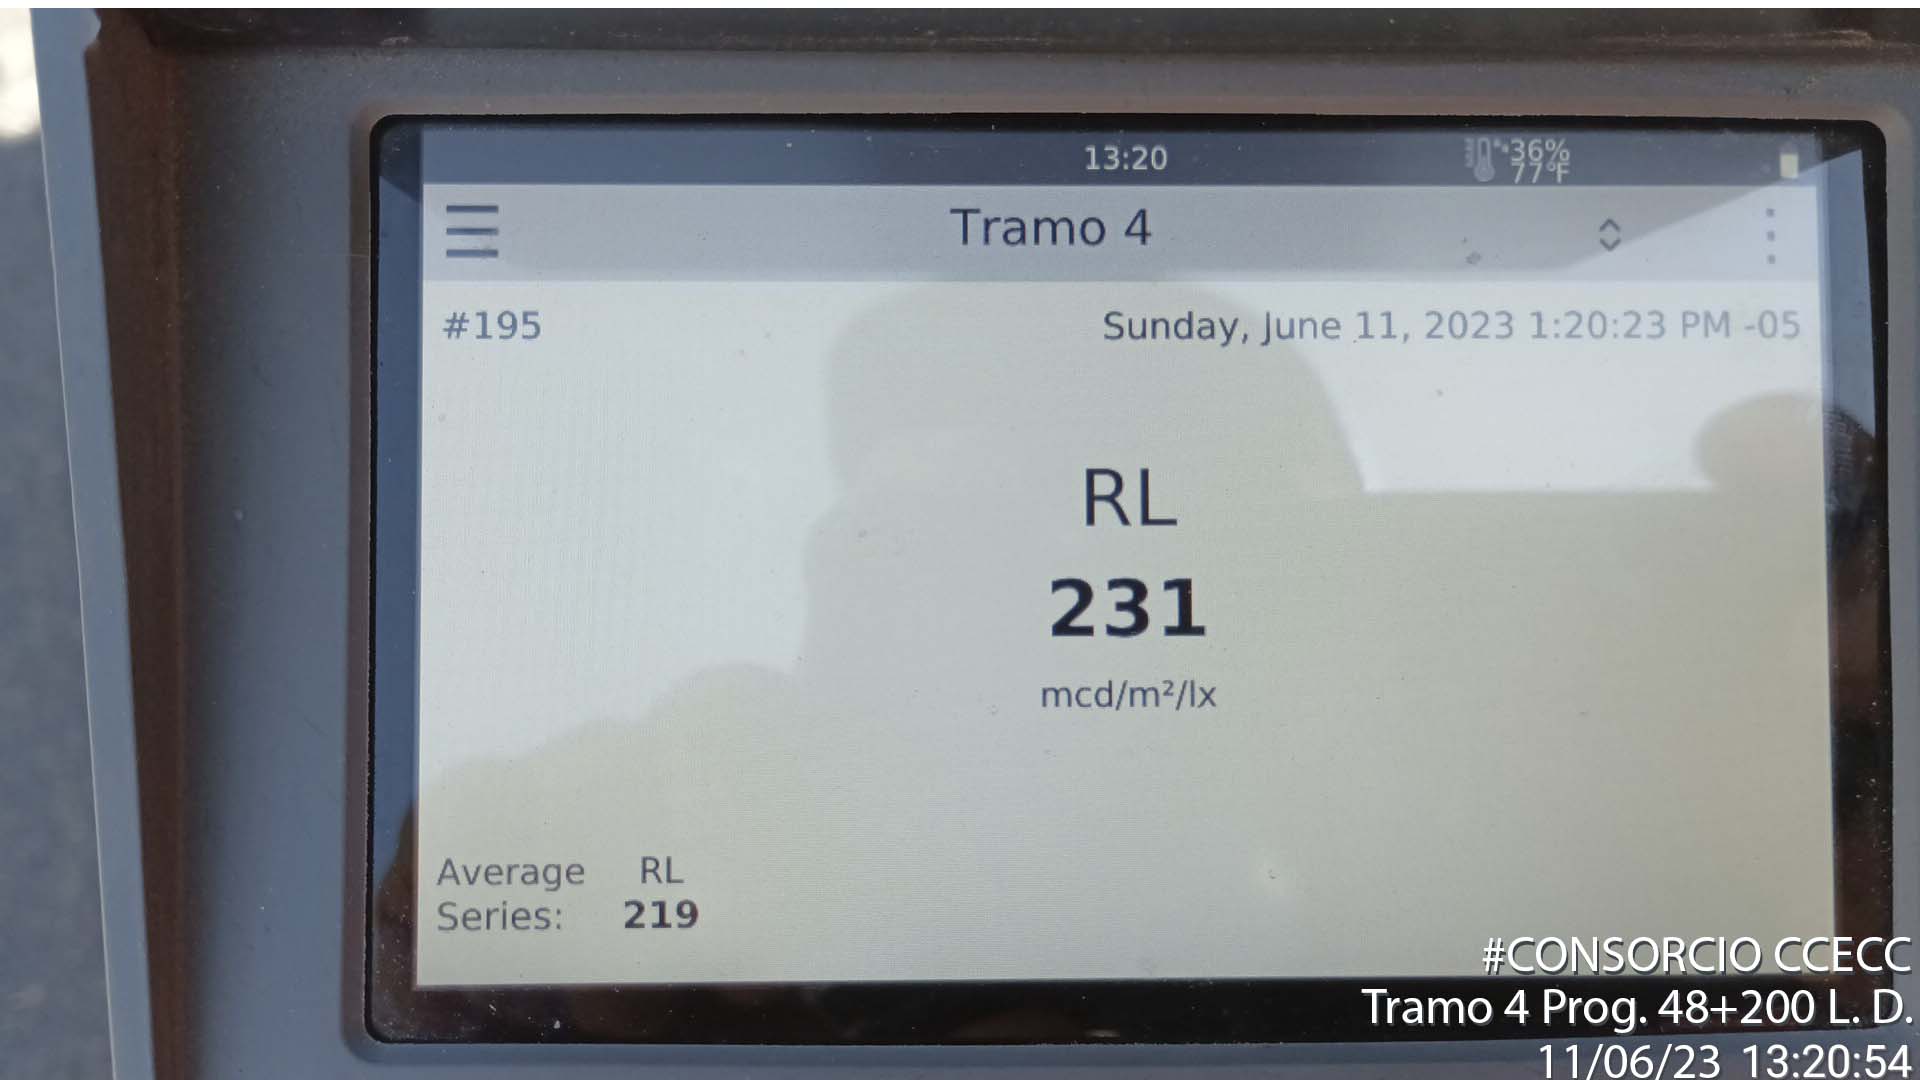 13:20
36%
77°F
Tramo 4
#195
Sunday, June 11, 2023 1:20:23 PM -05
RL
231
mcd/m²/lx
Average RL
Series: 219
#CONSORCIO CCECC
Tramo 4 Prog. 48+200 L. D.
11/06/23 13:20:54